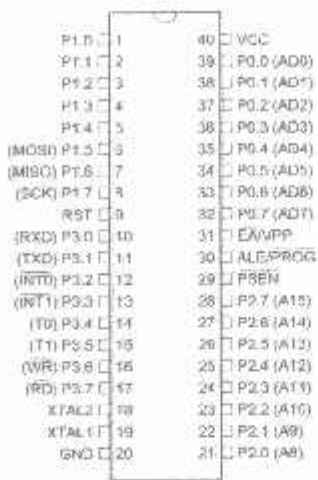 P1.0 1 40 VCC
P1.1 2 39 P0.0 (AD0)
P1.2 3 38 P0.1 (AD1)
P1.3 4 37 P0.2 (AD2)
P1.4 5 36 P0.3 (AD3)
(MOSI) P1.5 6 35 P0.4 (AD4)
(MISO) P1.6 7 34 P0.5 (AD5)
(SCK) P1.7 8 33 P0.6 (AD6)
RST 9 32 P0.7 (AD7)
(RXD) P3.0 10 31 EA/VPP
(TXD) P3.1 11 30 ALE/PROG
(INT0) P3.2 12 29 PSEN
(INT1) P3.3 13 28 P2.7 (A15)
(T0) P3.4 14 27 P2.6 (A14)
(T1) P3.5 15 26 P2.5 (A13)
(WR) P3.6 16 25 P2.4 (A12)
(RD) P3.7 17 24 P2.3 (A11)
XTAL2 18 23 P2.2 (A10)
XTAL1 19 22 P2.1 (A9)
GND 20 21 P2.0 (A8)